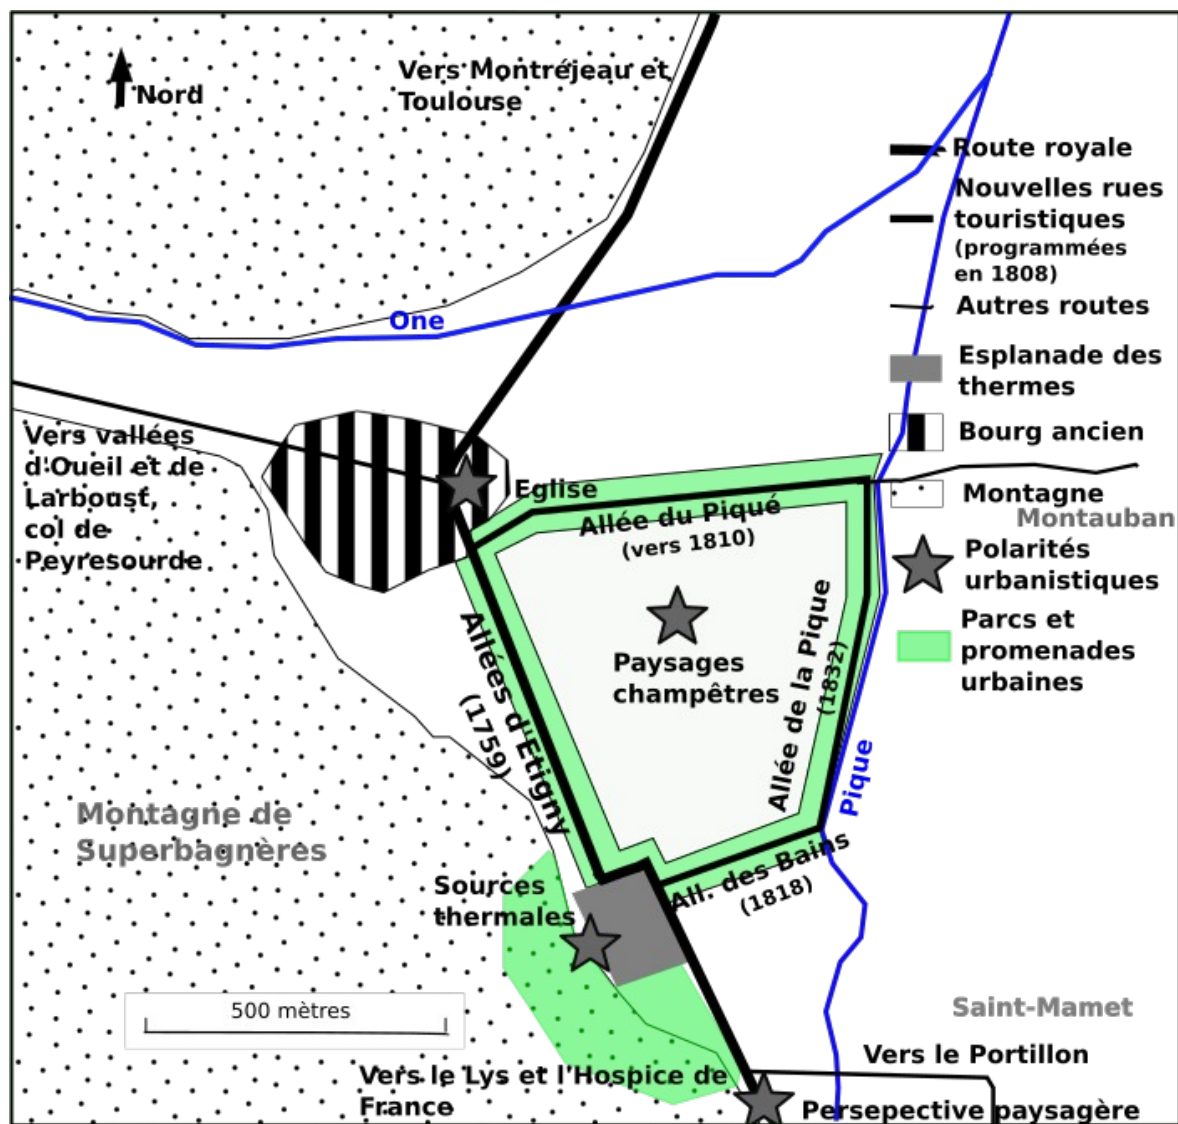 Vers Montréjeau et
Toulouse
Nord
Route royale
Nouvelles rues
touristiques
(programmées
en 1808)
Autres routes
One
Esplanade des
thermes
Bourg ancien
Vers vallées
d'Oueil et de
Larboust,
col de
Peyresourde
Eglise
Montagne
Montauban
Allée du Piqué
(vers 1810)
Polarités
urbanistiques
Parcs et
promenades
urbaines
Paysages
champêtres
Allées d'Etigny
(1759)
Allée de la Pique
(1832)
Pique
Montagne de
Superbagnères
All. des Bains
(1818)
Sources
thermales
500 mètres
Saint-Mamet
Vers le Portillon
Vers le Lys et l'Hospice de
France
Persepective paysagère